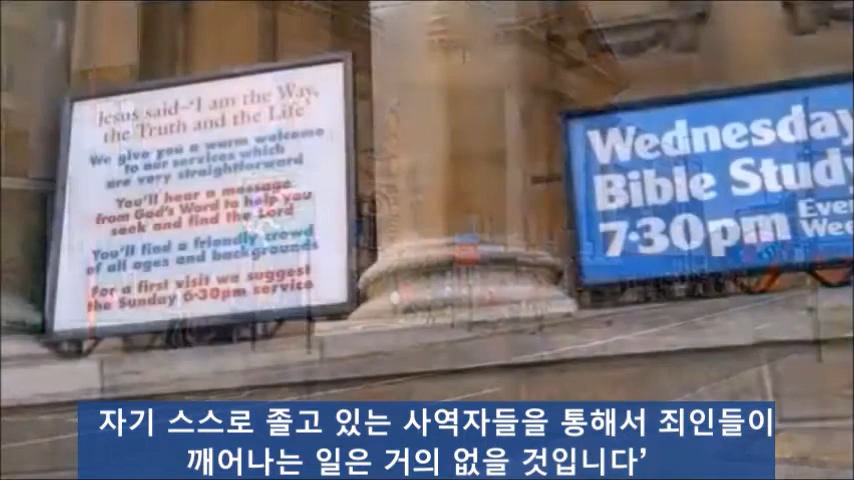 Jesus said-'I am the Way,
the Truth and the Life'
We give you a warm welcome
to our services which
are very straightforward
You'll hear a message
from God's Word to help you
seek and find the Lord
You'll find a friendly crowd
of all ages and backgrounds
For a first visit we suggest
the Sunday 6·30pm service
Wednesday
Bible Study
7·30pm
자기 스스로 졸고 있는 사역자들을 통해서 죄인들이
깨어나는 일은 거의 없을 것입니다’